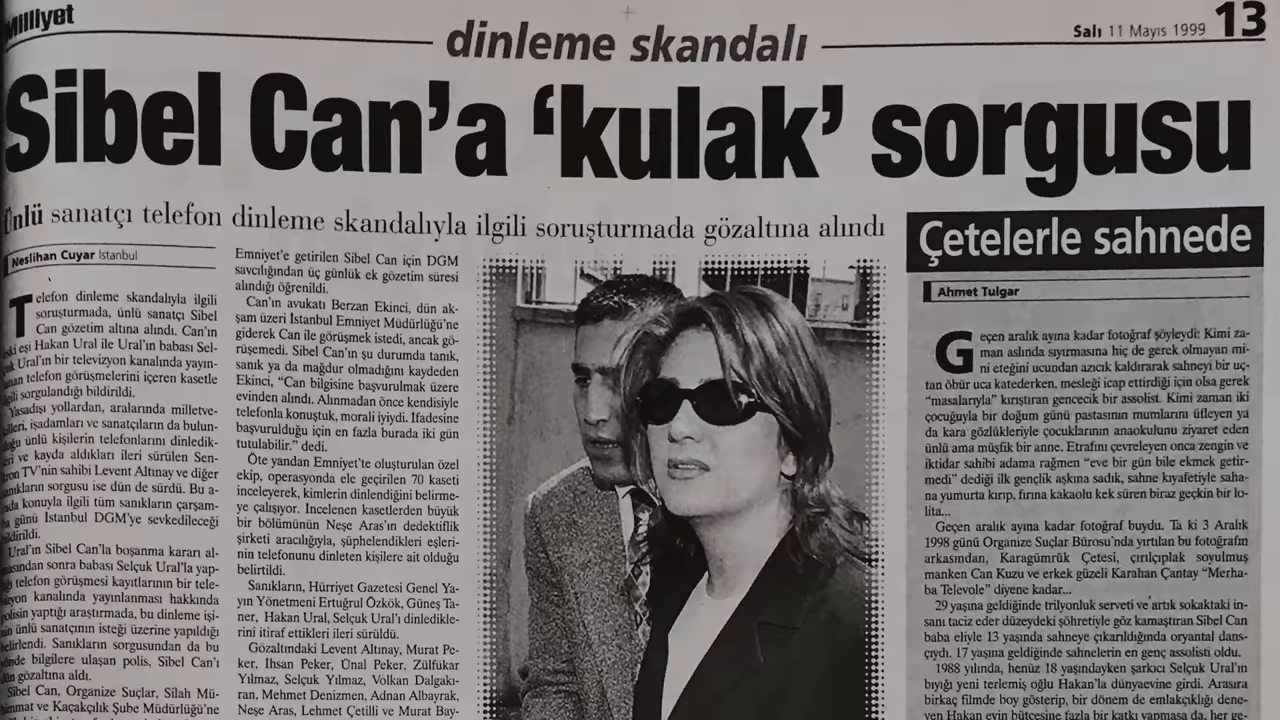 Milliyet
dinleme skandalı
Salı 11 Mayıs 1999 13
Sibel Can'a 'kulak' sorgusu
Ünlü sanatçı telefon dinleme skandalıyla ilgili soruşturmada gözaltına alındı
Neslihan Cuyar İstanbul
Telefon dinleme skandalıyla ilgili
soruşturmada, ünlü sanatçı Sibel
Can gözetim altına alındı. Can'ın
eski eşi Hakan Ural ile Ural'ın babası Sel-
çuk Ural'ın bir televizyon kanalında yayın-
lanan telefon görüşmelerini içeren kasetle
ilgili sorgulandığı bildirildi.
Yasadışı yollardan, aralarında milletve-
killeri, işadamları ve sanatçıların da bulun-
duğu ünlü kişilerin telefonlarını dinledik-
leri ve kayda aldıkları ileri sürülen Sen-
TV'nin sahibi Levent Altınay ve diğer
sanıkların sorgusu ise dün de sürdü. Bu a-
rada konuyla ilgili tüm sanıkların çarşam-
ba günü İstanbul DGM'ye sevkedileceği
bildirildi.
Ural'ın Sibel Can'la boşanma kararı al-
masından sonra babası Selçuk Ural'la yap-
tığı telefon görüşmesi kayıtlarının bir tele-
vizyon kanalında yayınlanması hakkında
polisin yaptığı araştırmada, bu dinleme işi-
nin ünlü sanatçının isteği üzerine yapıldığı
belirlendi. Sanıkların sorgusundan da bu
yönde bilgilere ulaşan polis, Sibel Can'ı
dün gözaltına aldı.
Sibel Can, Organize Suçlar, Silah Mü-
himmat ve Kaçakçılık Şube Müdürlüğü'ne
Emniyet'e getirilen Sibel Can için DGM
savcılığından üç günlük ek gözetim süresi
alındığı öğrenildi.
Can'ın avukatı Berzan Ekinci, dün ak-
şam üzeri İstanbul Emniyet Müdürlüğü'ne
giderek Can ile görüşmek istedi, ancak gö-
rüşemedi. Sibel Can'ın şu durumda tanık,
sanık ya da mağdur olmadığını kaydeden
Ekinci, "Can bilgisine başvurulmak üzere
evinden alındı. Alınmadan önce kendisiyle
telefonla konuştuk, morali iyiydi. İfadesine
başvurulduğu için en fazla burada iki gün
tutulabilir." dedi.
Öte yandan Emniyet'te oluşturulan özel
ekip, operasyonda ele geçirilen 70 kaseti
inceleyerek, kimlerin dinlendiğini belirme-
ye çalışıyor. İncelenen kasetlerden büyük
bir bölümünün Neşe Aras'ın dedektiflik
şirketi aracılığıyla, şüphelendikleri eşleri-
nin telefonunu dinleten kişilere ait olduğu
belirtildi.
Sanıkların, Hürriyet Gazetesi Genel Ya-
yın Yönetmeni Ertuğrul Özkök, Güneş Ta-
ner, Hakan Ural, Selçuk Ural'ı dinledikle-
rini itiraf ettikleri ileri sürüldü.
Gözaltındaki Levent Altınay, Murat Pe-
ker, İhsan Peker, Ünal Peker, Zülfükar
Yılmaz, Selçuk Yılmaz, Volkan Dalgakı-
ran, Mehmet Denizmen, Adnan Albayrak,
Neşe Aras, Lehmet Çetilli ve Murat Bay-
Çetelerle sahnede
Ahmet Tulgar
Geçen aralık ayına kadar fotoğraf şöyleydi: Kimi za-
man aslında sıyırmasına hiç de gerek olmayan mi-
ni eteğini ucundan azıcık kaldırarak sahneyi bir uç-
tan öbür uca katederken, mesleği icap ettirdiği için olsa gerek
"masalarıyla" kırıştıran gencecik bir assolist. Kimi zaman iki
çocuğuyla bir doğum günü pastasının mumlarını üfleyen ya
da kara gözlükleriyle çocuklarının anaokulunu ziyaret eden
ünlü ama müşfik bir anne. Etrafını çevreleyen onca zengin ve
iktidar sahibi adama rağmen "eve bir gün bile ekmek getir-
medi" dediği ilk gençlik aşkına sadık, sahne kıyafetiyle saha-
na yumurta kırıp, fırına kakaolu kek süren biraz geçkin bir lo-
lita...
Geçen aralık ayına kadar fotoğraf buydu. Ta ki 3 Aralık
1998 günü Organize Suçlar Bürosu'nda yırtılan bu fotoğrafın
arkasından, Karagümrük Çetesi, çırılçıplak soyulmuş
manken Can Kuzu ve erkek güzeli Karahan Çantay "Merha-
ba Televole" diyene kadar...
29 yaşına geldiğinde trilyonluk serveti ve artık sokaktaki in-
sanı taciz eder düzeydeki şöhretiyle göz kamaştıran Sibel Can
baba eliyle 13 yaşında sahneye çıkarıldığında oryantal dans-
çıydı. 17 yaşına geldiğinde sahnelerin en genç assolisti oldu.
1988 yılında, henüz 18 yaşındayken şarkıcı Selçuk Ural'ın
bıyığı yeni terlemiş oğlu Hakan'la dünyaevine girdi. Arasıra
birkaç filmde boy gösterip, bir dönem de emlakçılığı denem-
yen Hakan evin bütçesine fazla bir katkı yapmasa da, her